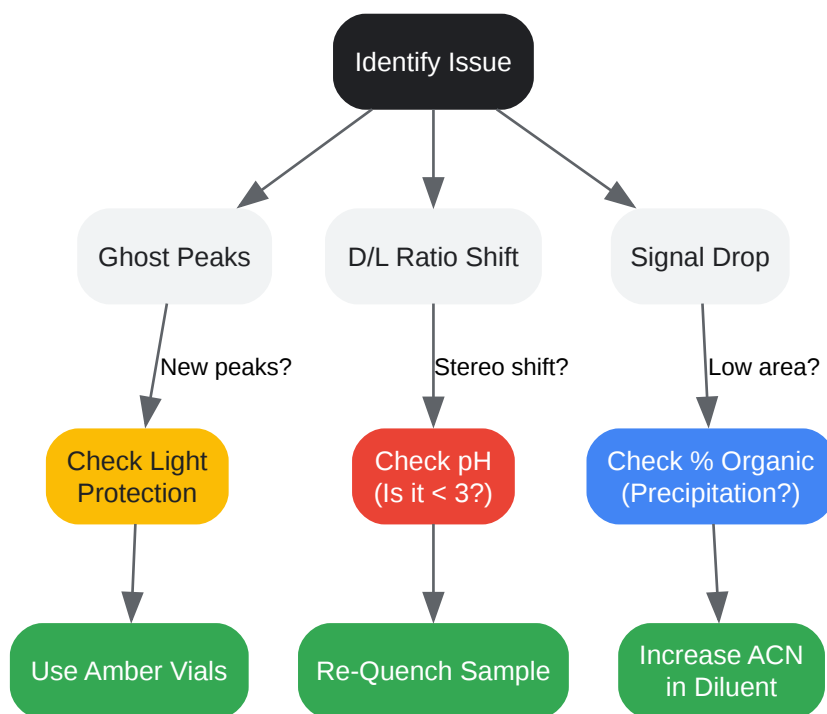 Identify Issue
Ghost Peaks
D/L Ratio Shift
Signal Drop
New peaks?
Stereo shift?
Low area?
Check Light
Protection
Check pH
(Is it < 3?)
Check % Organic
(Precipitation?)
Use Amber Vials
Re-Quench Sample
Increase ACN
in Diluent